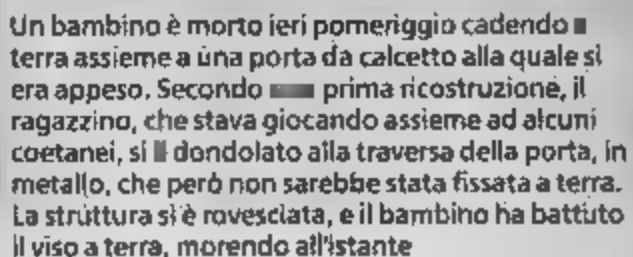 Un bambino è morto ieri pomeriggio cadendo
terra assieme a una porta da calcetto alla quale si
era appeso. Secondo prima ricostruzione, il
ragazzino, che stava giocando assieme ad alcuni
coetanei, si dondolato alla traversa della porta, in
metallo, che però non sarebbe stata fissata a terra.
La struttura si è rovesciata, e il bambino ha battuto
il viso a terra, morendo all'istante